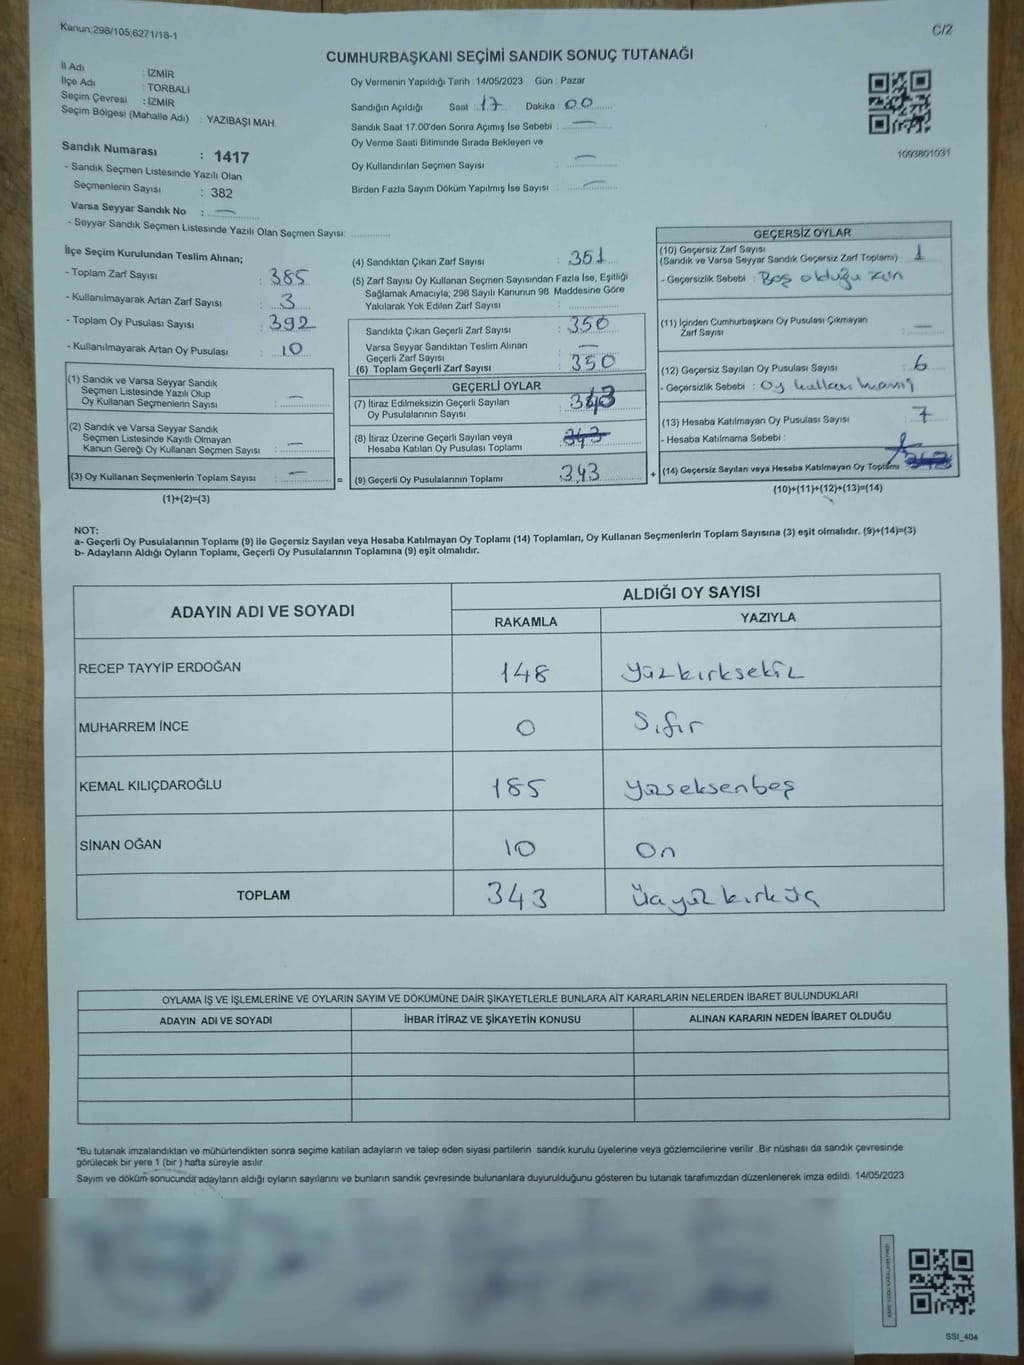 Kanun;298/105,6271/18-1
C/2
CUMHURBAŞKANI SEÇİMİ SANDIK SONUÇ TUTANAĞI
İl Adı : İZMİR
İlçe Adı : TORBALI
Seçim Çevresi : İZMİR
Seçim Bölgesi (Mahalle Adı) : YAZIBAŞI MAH.
Sandık Numarası : 1417
- Sandık Seçmen Listesinde Yazılı Olan
Seçmenlerin Sayısı : 382
Varsa Seyyar Sandık No : —
- Seyyar Sandık Seçmen Listesinde Yazılı Olan Seçmen Sayısı:
Oy Vermenin Yapıldığı Tarih : 14/05/2023 Gün : Pazar
Sandığın Açıldığı Saat : 17 Dakika : 00
Sandık Saat 17:00'den Sonra Açımış İse Sebebi : —
Oy Verme Saati Bitiminde Sırada Bekleyen ve
Oy Kullandırılan Seçmen Sayısı : —
Birden Fazla Sayım Döküm Yapılmış İse Sayısı : —
1093801031
İlçe Seçim Kurulundan Teslim Alınan;
- Toplam Zarf Sayısı : 385
- Kullanılmayarak Artan Zarf Sayısı : 3
- Toplam Oy Pusulası Sayısı : 392
- Kullanılmayarak Artan Oy Pusulası : 10
(1) Sandık ve Varsa Seyyar Sandık
Seçmen Listesinde Yazılı Olup
Oy Kullanan Seçmenlerin Sayısı : —
(2) Sandık ve Varsa Seyyar Sandık
Seçmen Listesinde Kayıtlı Olmayan
Kanun Gereği Oy Kullanan Seçmen Sayısı : —
(3) Oy Kullanan Seçmenlerin Toplam Sayısı : —
(1)+(2)=(3)
(4) Sandıktan Çıkan Zarf Sayısı : 351
(5) Zarf Sayısı Oy Kullanan Seçmen Sayısından Fazla İse, Eşitliği
Sağlamak Amacıyla, 298 Sayılı Kanunun 98. Maddesine Göre
Yakılarak Yok Edilen Zarf Sayısı :
Sandıkta Çıkan Geçerli Zarf Sayısı : 350
Varsa Seyyar Sandıktan Teslim Alınan
Geçerli Zarf Sayısı : —
(6) Toplam Geçerli Zarf Sayısı : 350
GEÇERLİ OYLAR
(7) İtiraz Edilmeksizin Geçerli Sayılan
Oy Pusulalarının Sayısı : 343
(8) İtiraz Üzerine Geçerli Sayılan veya
Hesaba Katılan Oy Pusulası Toplamı : 343
= (9) Geçerli Oy Pusulalarının Toplamı : 343 +
GEÇERSİZ OYLAR
(10) Geçersiz Zarf Sayısı
(Sandık ve Varsa Seyyar Sandık Geçersiz Zarf Toplamı) : 1
- Geçersizlik Sebebi : Boş olduğu için
(11) İçinden Cumhurbaşkanı Oy Pusulası Çıkmayan
Zarf Sayısı : —
(12) Geçersiz Sayılan Oy Pusulası Sayısı : 6
- Geçersizlik Sebebi : Oy kullanmamış
(13) Hesaba Katılmayan Oy Pusulası Sayısı : 7
- Hesaba Katılmama Sebebi :
(14) Geçersiz Sayılan veya Hesaba Katılmayan Oy Toplamı
(10)+(11)+(12)+(13)=(14)
NOT:
a- Geçerli Oy Pusulalarının Toplamı (9) ile Geçersiz Sayılan veya Hesaba Katılmayan Oy Toplamı (14) Toplamları, Oy Kullanan Seçmenlerin Toplam Sayısına (3) eşit olmalıdır. (9)+(14)=(3)
b- Adayların Aldığı Oyların Toplamı, Geçerli Oy Pusulalarının Toplamına (9) eşit olmalıdır.
ADAYIN ADI VE SOYADI
ALDIĞI OY SAYISI
RAKAMLA YAZIYLA
RECEP TAYYİP ERDOĞAN 148 yüzkırksekiz
MUHARREM İNCE 0 Sıfır
KEMAL KILIÇDAROĞLU 185 yüzseksenbeş
SİNAN OĞAN 10 On
TOPLAM 343 Üçyüzkırküç
OYLAMA İŞ VE İŞLEMLERİNE VE OYLARIN SAYIM VE DÖKÜMÜNE DAİR ŞİKAYETLERLE BUNLARA AİT KARARLARIN NELERDEN İBARET BULUNDUKLARI
ADAYIN ADI VE SOYADI İHBAR İTİRAZ VE ŞİKAYETİN KONUSU ALINAN KARARIN NEDEN İBARET OLDUĞU
*Bu tutanak imzalandıktan ve mühürlendikten sonra seçime katılan adayların ve talep eden siyasi partilerin sandık kurulu üyelerine veya gözlemcilerine verilir. Bir nüshası da sandık çevresinde
görülecek bir yere 1 (bir ) hafta süreyle asılır.
Sayım ve döküm sonucunda adayların aldığı oyların sayılarını ve bunların sandık çevresinde bulunanlara duyurulduğunu gösteren bu tutanak tarafımızdan düzenlenerek imza edildi. 14/05/2023
SSI_404